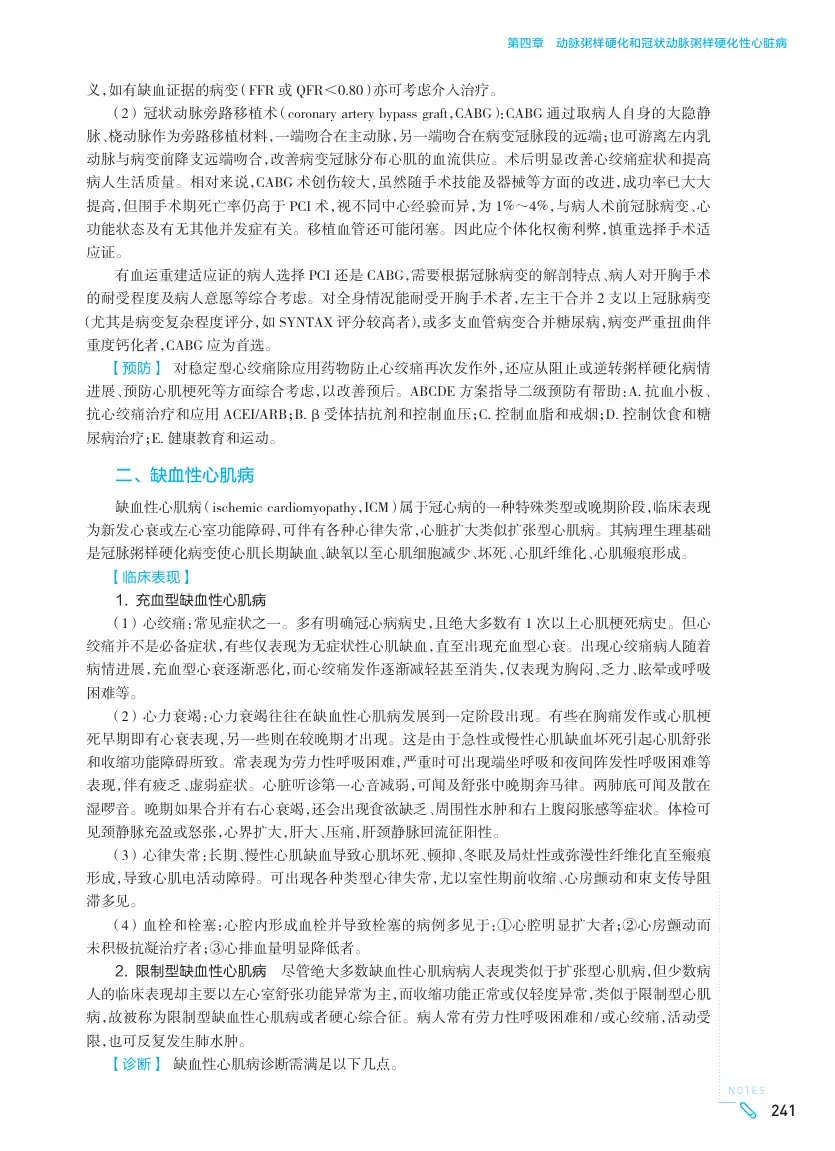 第四章 动脉粥样硬化和冠状动脉粥样硬化性心脏病
义,如有缺血证据的病变(FFR 或 QFR<0.80)亦可考虑介入治疗。
(2)冠状动脉旁路移植术(coronary artery bypass graft,CABG):CABG 通过取病人自身的大隐静
脉、桡动脉作为旁路移植材料,一端吻合在主动脉,另一端吻合在病变冠脉段的远端;也可游离左内乳
动脉与病变前降支远端吻合,改善病变冠脉分布心肌的血流供应。术后明显改善心绞痛症状和提高
病人生活质量。相对来说,CABG 术创伤较大,虽然随手术技能及器械等方面的改进,成功率已大大
提高,但围手术期死亡率仍高于 PCI 术,视不同中心经验而异,为 1%~4%,与病人术前冠脉病变、心
功能状态及有无其他并发症有关。移植血管还可能闭塞。因此应个体化权衡利弊,慎重选择手术适
应证。
有血运重建适应证的病人选择 PCI 还是 CABG,需要根据冠脉病变的解剖特点、病人对开胸手术
的耐受程度及病人意愿等综合考虑。对全身情况能耐受开胸手术者,左主干合并 2 支以上冠脉病变
(尤其是病变复杂程度评分,如 SYNTAX 评分较高者),或多支血管病变合并糖尿病,病变严重扭曲伴
重度钙化者,CABG 应为首选。
【预防】 对稳定型心绞痛除应用药物防止心绞痛再次发作外,还应从阻止或逆转粥样硬化病情
进展、预防心肌梗死等方面综合考虑,以改善预后。ABCDE 方案指导二级预防有帮助:A. 抗血小板、
抗心绞痛治疗和应用 ACEI/ARB;B. β 受体拮抗剂和控制血压;C. 控制血脂和戒烟;D. 控制饮食和糖
尿病治疗;E. 健康教育和运动。
二、缺血性心肌病
缺血性心肌病(ischemic cardiomyopathy,ICM)属于冠心病的一种特殊类型或晚期阶段,临床表现
为新发心衰或左心室功能障碍,可伴有各种心律失常,心脏扩大类似扩张型心肌病。其病理生理基础
是冠脉粥样硬化病变使心肌长期缺血、缺氧以至心肌细胞减少、坏死、心肌纤维化、心肌瘢痕形成。
【临床表现】
1. 充血型缺血性心肌病
(1)心绞痛:常见症状之一。多有明确冠心病病史,且绝大多数有 1 次以上心肌梗死病史。但心
绞痛并不是必备症状,有些仅表现为无症状性心肌缺血,直至出现充血型心衰。出现心绞痛病人随着
病情进展,充血型心衰逐渐恶化,而心绞痛发作逐渐减轻甚至消失,仅表现为胸闷、乏力、眩晕或呼吸
困难等。
(2)心力衰竭:心力衰竭往往在缺血性心肌病发展到一定阶段出现。有些在胸痛发作或心肌梗
死早期即有心衰表现,另一些则在较晚期才出现。这是由于急性或慢性心肌缺血坏死引起心肌舒张
和收缩功能障碍所致。常表现为劳力性呼吸困难,严重时可出现端坐呼吸和夜间阵发性呼吸困难等
表现,伴有疲乏、虚弱症状。心脏听诊第一心音减弱,可闻及舒张中晚期奔马律。两肺底可闻及散在
湿啰音。晚期如果合并有右心衰竭,还会出现食欲缺乏、周围性水肿和右上腹闷胀感等症状。体检可
见颈静脉充盈或怒张,心界扩大,肝大、压痛,肝颈静脉回流征阳性。
(3)心律失常:长期、慢性心肌缺血导致心肌坏死、顿抑、冬眠及局灶性或弥漫性纤维化直至瘢痕
形成,导致心肌电活动障碍。可出现各种类型心律失常,尤以室性期前收缩、心房颤动和束支传导阻
滞多见。
(4)血栓和栓塞:心腔内形成血栓并导致栓塞的病例多见于:①心腔明显扩大者;②心房颤动而
未积极抗凝治疗者;③心排血量明显降低者。
2. 限制型缺血性心肌病 尽管绝大多数缺血性心肌病病人表现类似于扩张型心肌病,但少数病
人的临床表现却主要以左心室舒张功能异常为主,而收缩功能正常或仅轻度异常,类似于限制型心肌
病,故被称为限制型缺血性心肌病或者硬心综合征。病人常有劳力性呼吸困难和/或心绞痛,活动受
限,也可反复发生肺水肿。
【诊断】 缺血性心肌病诊断需满足以下几点。
NOTES
241